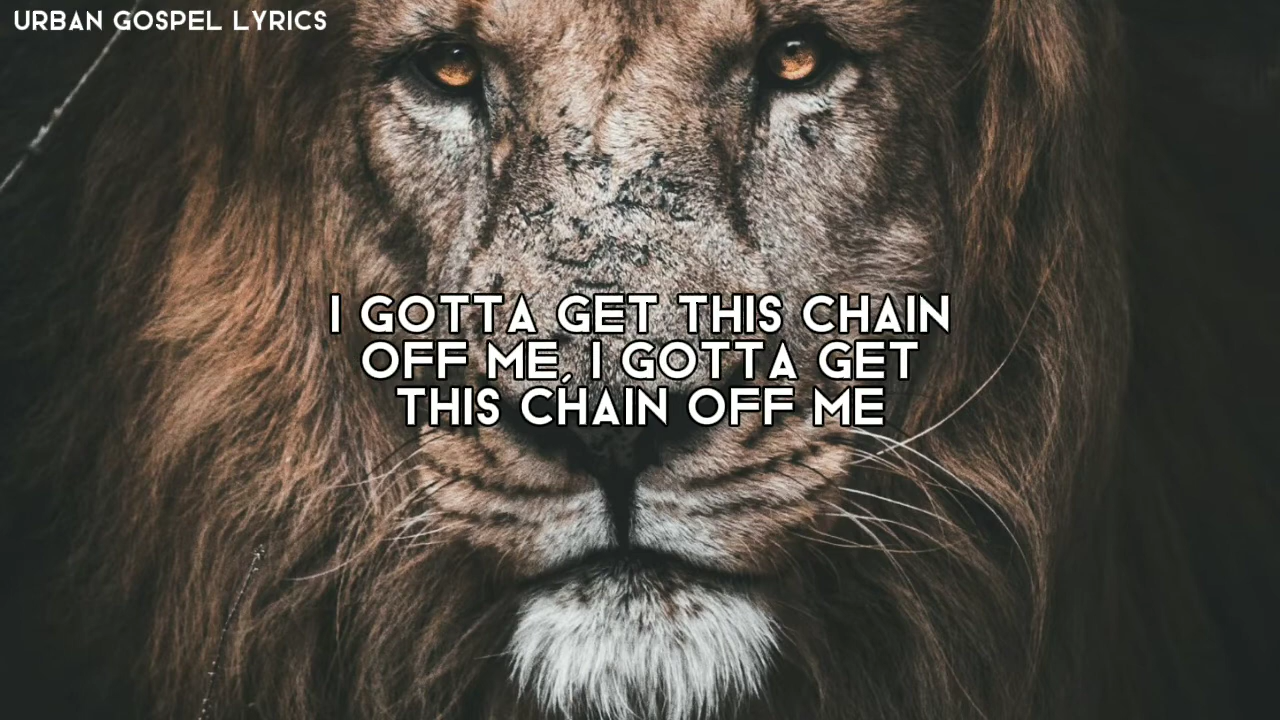 URBAN GOSPEL LYRICS
I GOTTA GET THIS CHAIN
OFF ME, I GOTTA GET
THIS CHAIN OFF ME